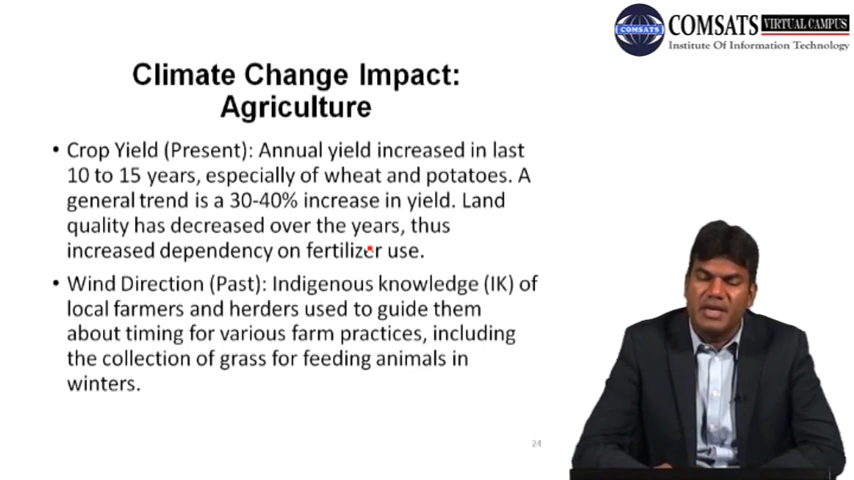 COMSATS
COMSATS VIRTUAL CAMPUS
Institute Of Information Technology
Climate Change Impact:
Agriculture
• Crop Yield (Present): Annual yield increased in last
10 to 15 years, especially of wheat and potatoes. A
general trend is a 30-40% increase in yield. Land
quality has decreased over the years, thus
increased dependency on fertilizer use.
• Wind Direction (Past): Indigenous knowledge (IK) of
local farmers and herders used to guide them
about timing for various farm practices, including
the collection of grass for feeding animals in
winters.
24